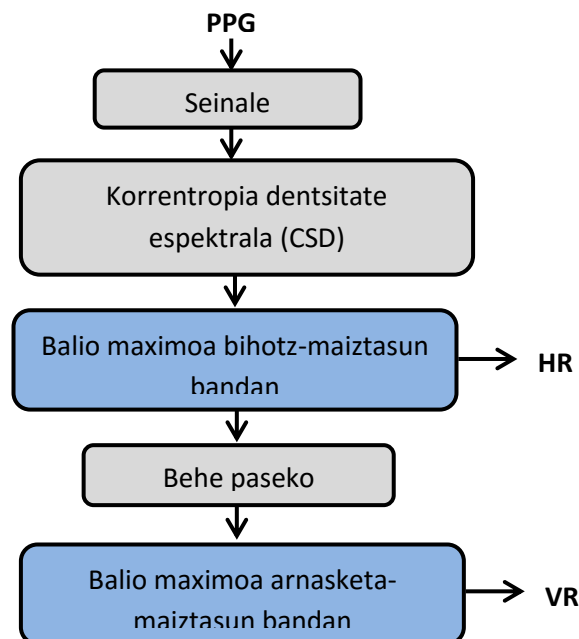 PPG
Seinale
Korrentropia dentsitate
espektrala (CSD)
Balio maximoa bihotz-maiztasun
bandan
HR
Behe paseko
Balio maximoa arnasketa-
maiztasun bandan
VR